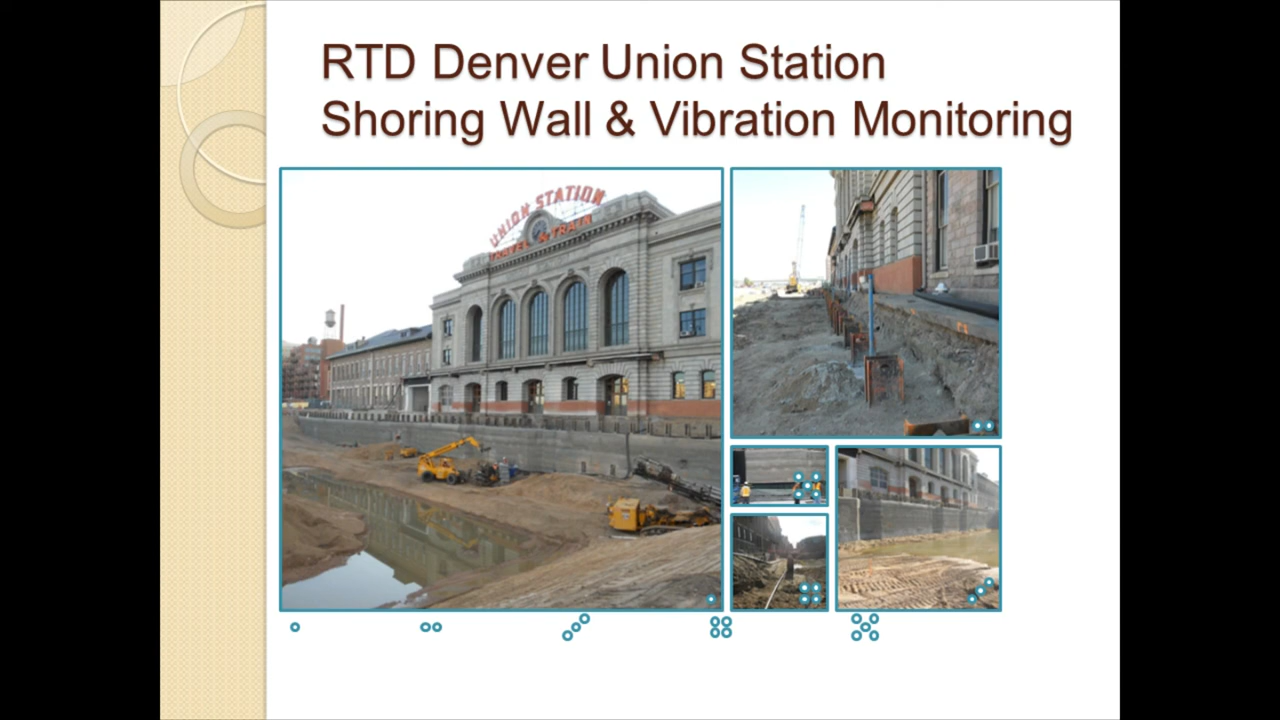 RTD Denver Union Station
Shoring Wall & Vibration Monitoring
UNION STATION
TRAVEL by TRAIN